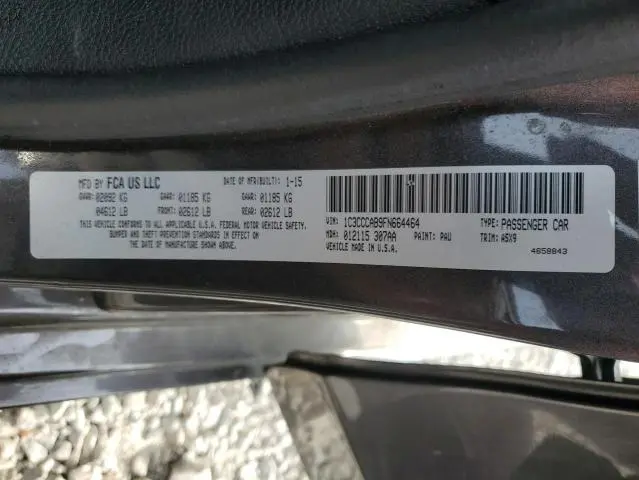 MFD BY FCA US LLC DATE OF MFR(BUILT): 1-15
GVWR: 02092 KG GAWR: 01185 KG GAWR: 01185 KG
04612 LB FRONT: 02612 LB REAR: 02612 LB
THIS VEHICLE CONFORMS TO ALL APPLICABLE U.S.A. FEDERAL MOTOR VEHICLE SAFETY,
BUMPER AND THEFT PREVENTION STANDARDS IN EFFECT ON
THE DATE OF MANUFACTURE SHOWN ABOVE.
VIN: 1C3CCCAB9FN664464 TYPE: PASSENGER CAR
MDH: 012115 307AA PAINT: PAU TRIM: A5X9
VEHICLE MADE IN U.S.A. 4658843